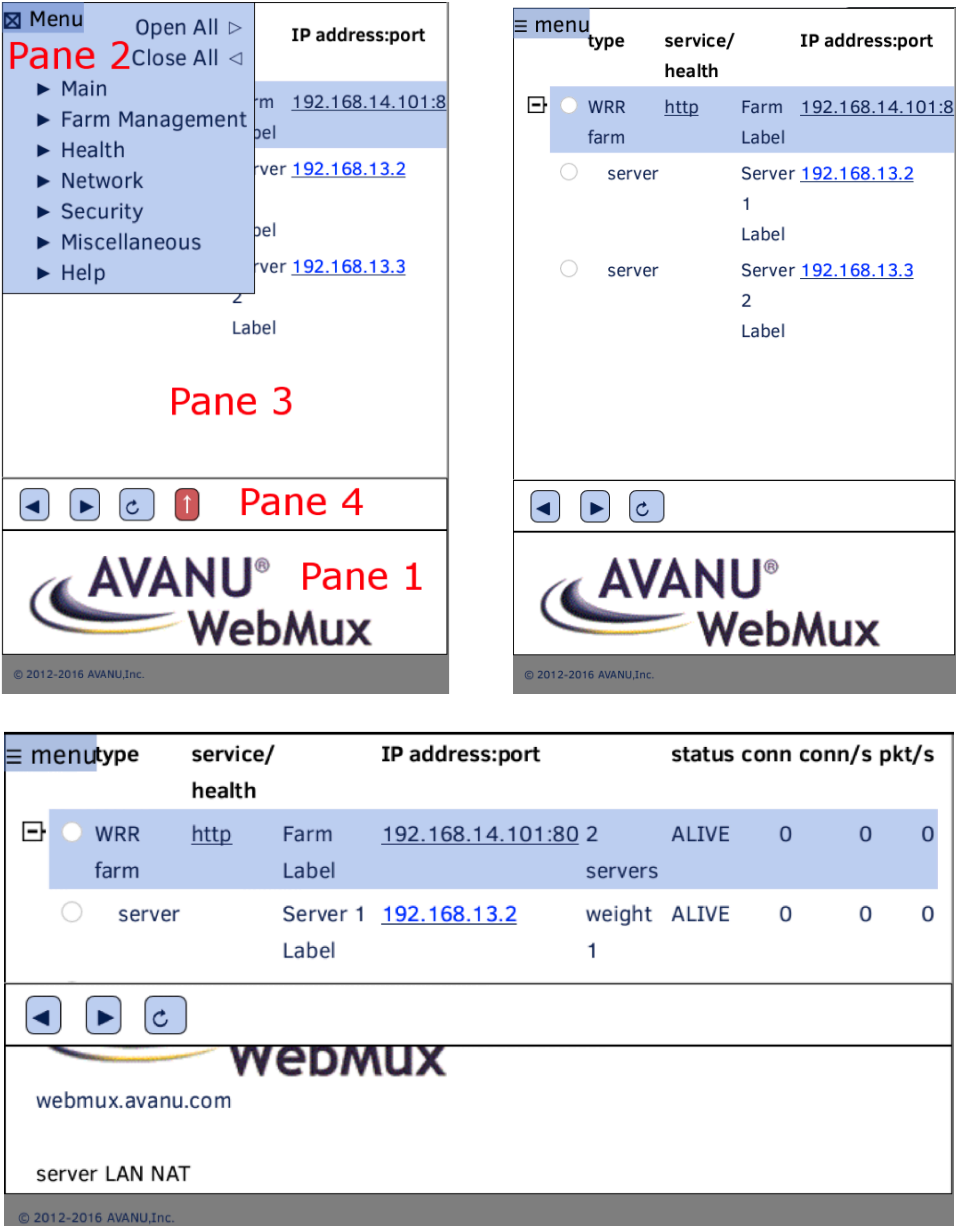 Menu
Open All ▷
Pane 2
Close All ◁
► Main
► Farm Management
► Health
► Network
► Security
► Miscellaneous
► Help
IP address:port
rm 192.168.14.101:8
bel
rver 192.168.13.2
bel
rver 192.168.13.3
2
Label
Pane 3
Pane 4
AVANU® Pane 1
WebMux
© 2012-2016 AVANU,Inc.
≡ menu
type service/ IP address:port
health
WRR http Farm 192.168.14.101:8
farm Label
server Server 192.168.13.2
1
Label
server Server 192.168.13.3
2
Label
AVANU®
WebMux
© 2012-2016 AVANU,Inc.
≡ menu type service/ IP address:port status conn conn/s pkt/s
health
WRR http Farm 192.168.14.101:80 2 ALIVE 0 0 0
farm Label servers
server Server 1 192.168.13.2 weight ALIVE 0 0 0
Label 1
WebMux
webmux.avanu.com
server LAN NAT
© 2012-2016 AVANU,Inc.